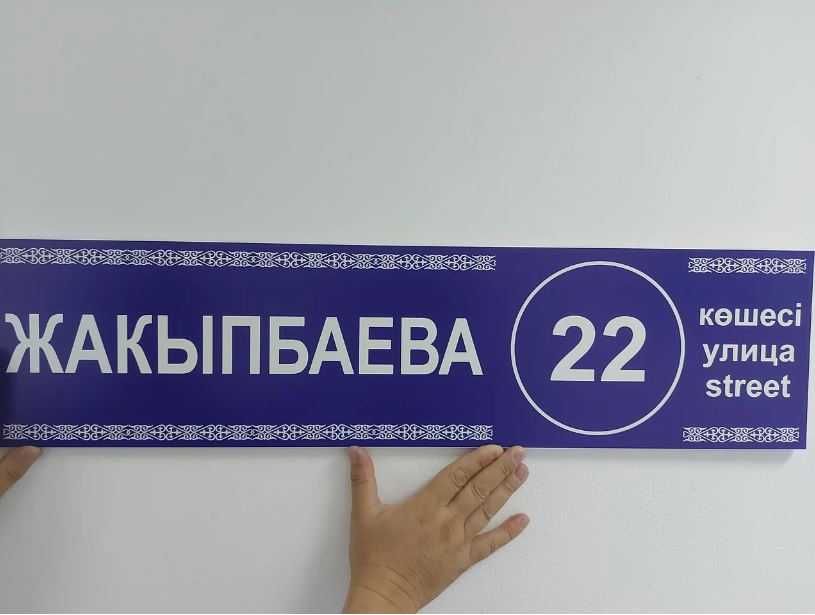 ЖАКЫПБАЕВА
22
көшесі
улица
street